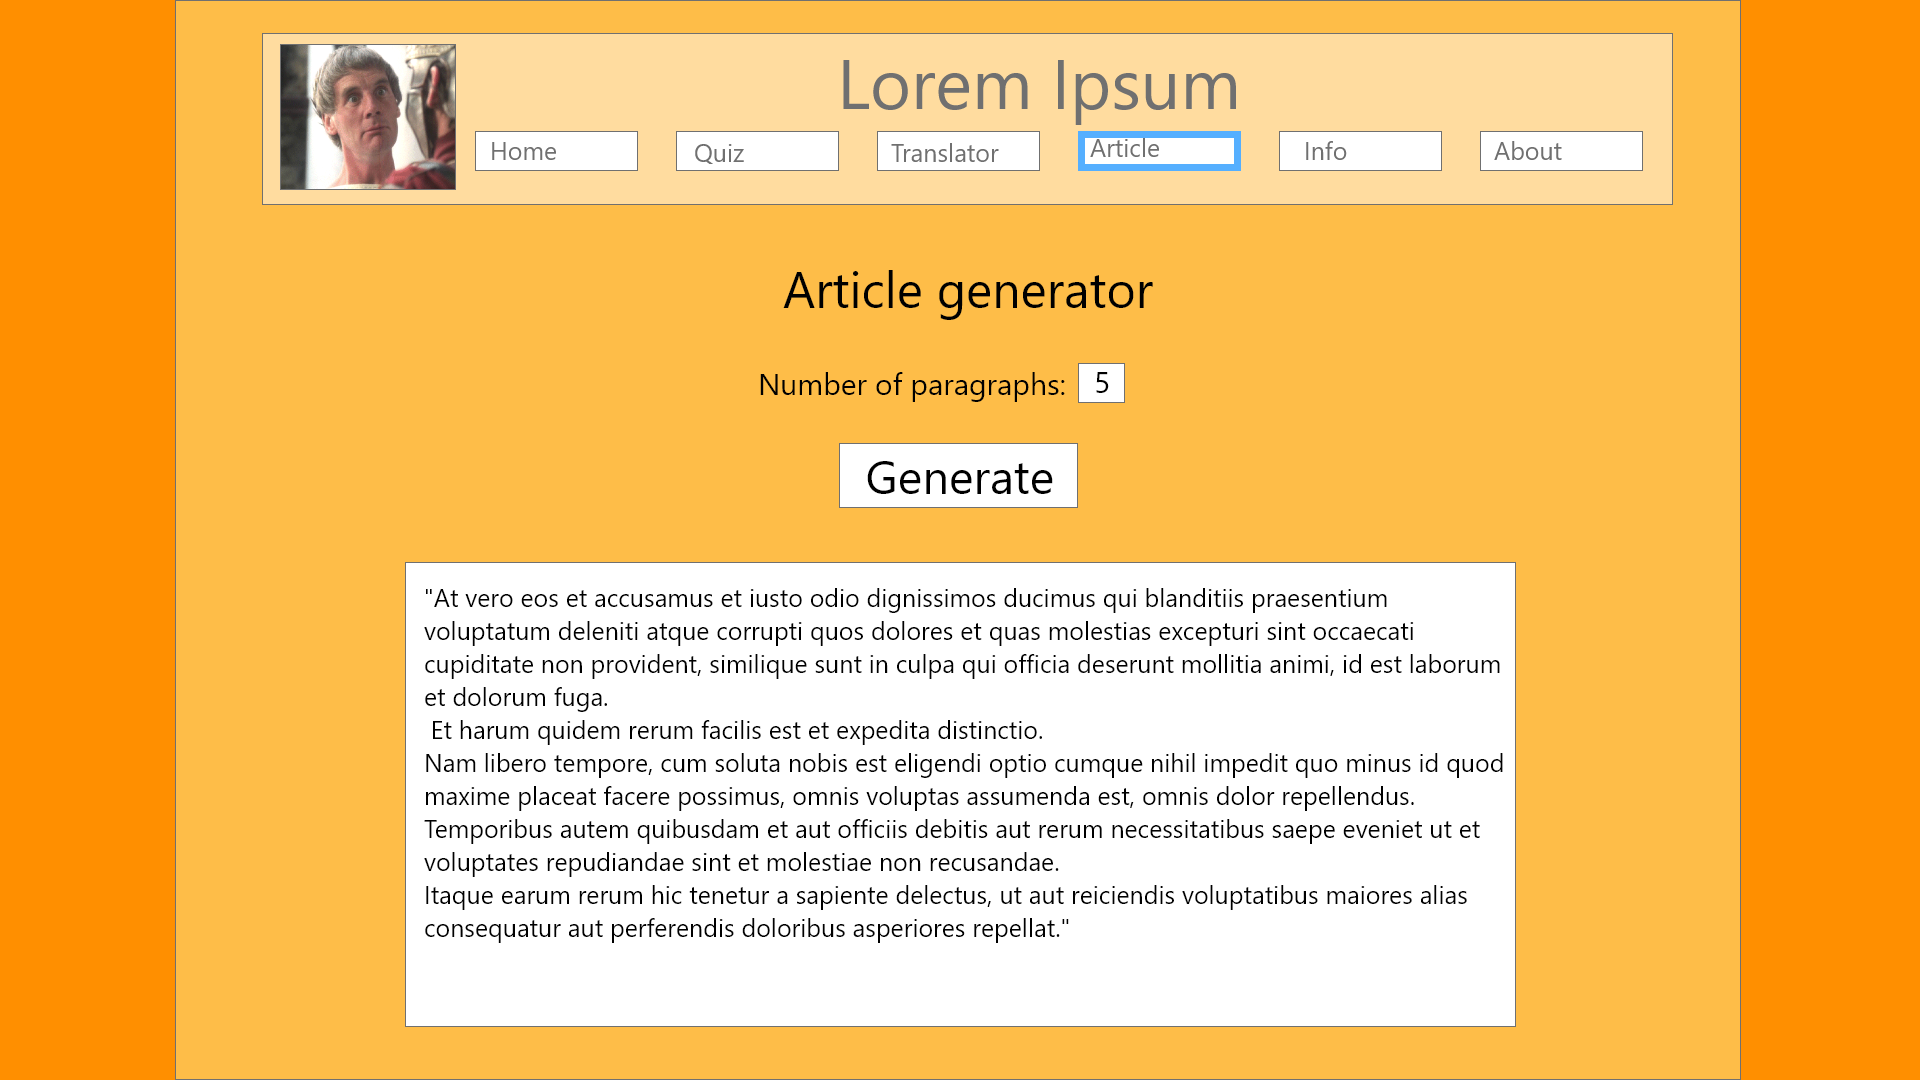 Lorem Ipsum
Home
Quiz
Translator
Article
Info
About
Article generator
Number of paragraphs: 5
Generate
"At vero eos et accusamus et iusto odio dignissimos ducimus qui blanditiis praesentium
voluptatum deleniti atque corrupti quos dolores et quas molestias excepturi sint occaecati
cupiditate non provident, similique sunt in culpa qui officia deserunt mollitia animi, id est laborum
et dolorum fuga.
Et harum quidem rerum facilis est et expedita distinctio.
Nam libero tempore, cum soluta nobis est eligendi optio cumque nihil impedit quo minus id quod
maxime placeat facere possimus, omnis voluptas assumenda est, omnis dolor repellendus.
Temporibus autem quibusdam et aut officiis debitis aut rerum necessitatibus saepe eveniet ut et
voluptates repudiandae sint et molestiae non recusandae.
Itaque earum rerum hic tenetur a sapiente delectus, ut aut reiciendis voluptatibus maiores alias
consequatur aut perferendis doloribus asperiores repellat."